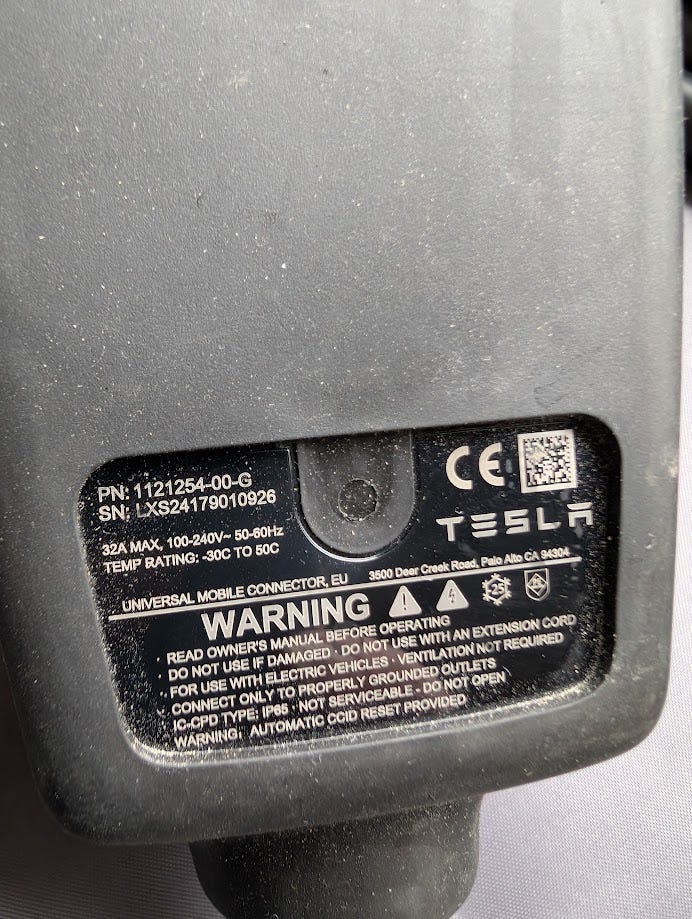 PN: 1121254-00-G
SN: LXS24179010926
32A MAX, 100-240V~ 50-60Hz
TEMP RATING: -30C TO 50C
CE
TESLA
UNIVERSAL MOBILE CONNECTOR, EU
3500 Deer Creek Road, Palo Alto CA 94304
WARNING
25
· READ OWNER'S MANUAL BEFORE OPERATING
· DO NOT USE IF DAMAGED · DO NOT USE WITH AN EXTENSION CORD
· FOR USE WITH ELECTRIC VEHICLES · VENTILATION NOT REQUIRED
CONNECT ONLY TO PROPERLY GROUNDED OUTLETS
IC-CPD TYPE: IP65 · NOT SERVICEABLE - DO NOT OPEN
WARNING: AUTOMATIC CCID RESET PROVIDED